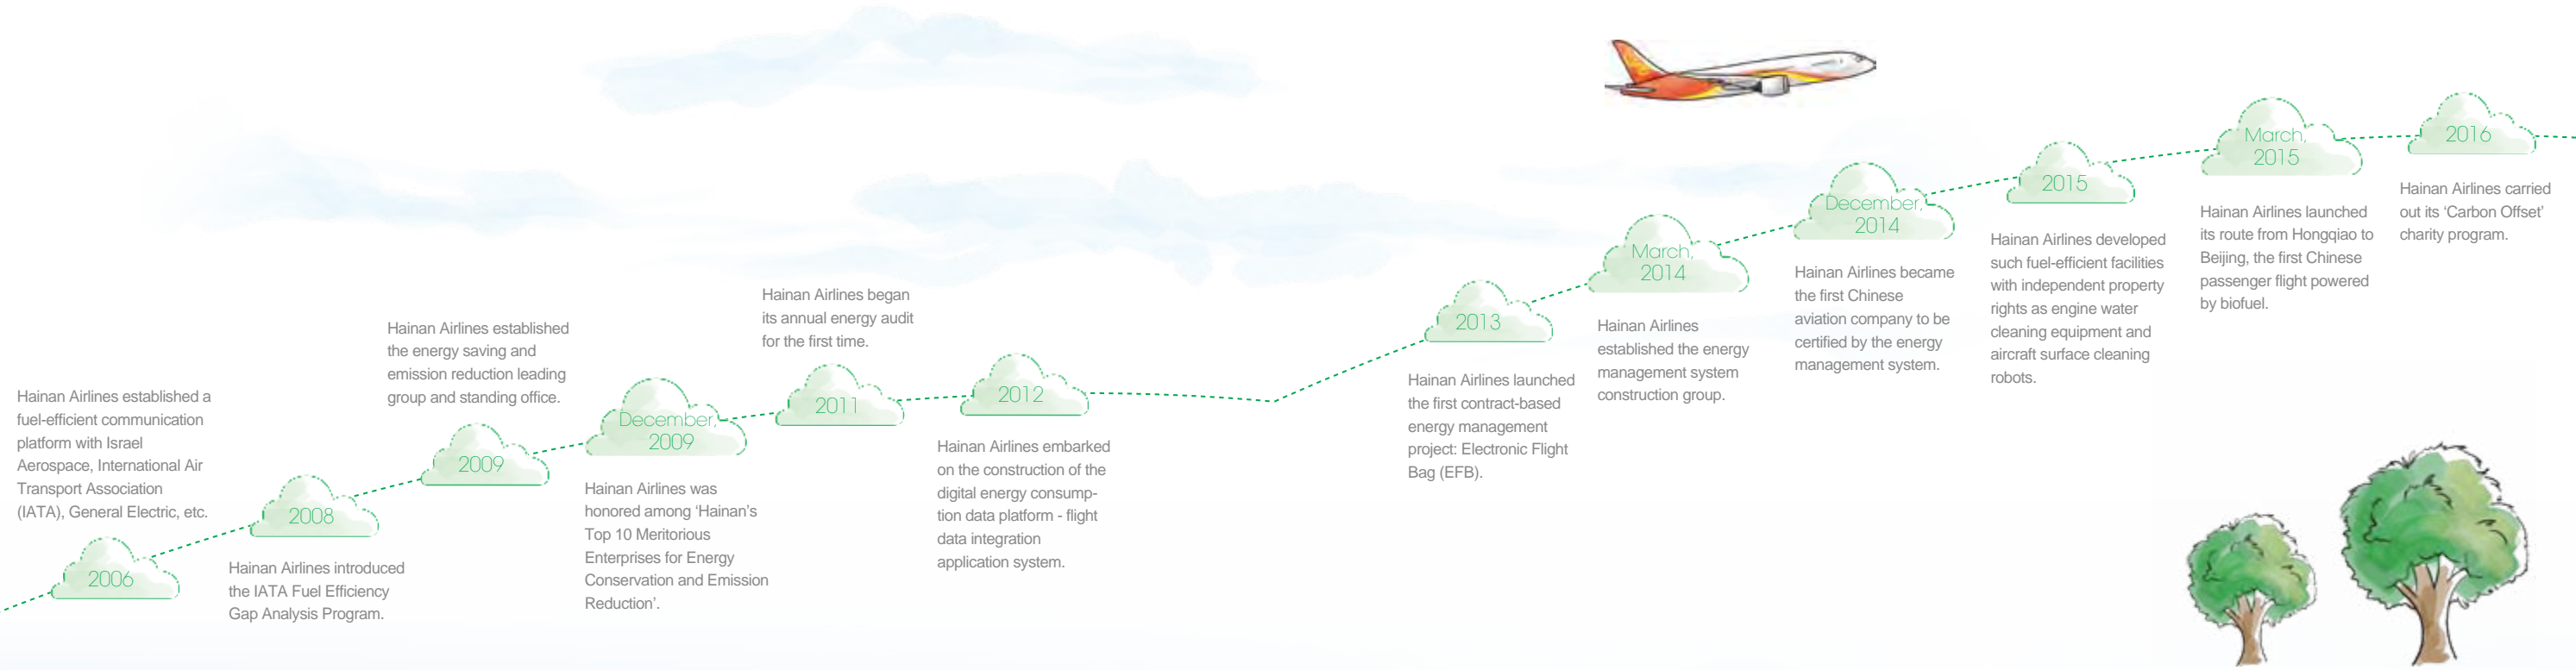 Hainan Airlines established a
fuel-efficient communication
platform with Israel
Aerospace, International Air
Transport Association
(IATA), General Electric, etc.
2006
2008
Hainan Airlines introduced
the IATA Fuel Efficiency
Gap Analysis Program.
Hainan Airlines established
the energy saving and
emission reduction leading
group and standing office.
2009
December,
2009
Hainan Airlines was
honored among ‘Hainan’s
Top 10 Meritorious
Enterprises for Energy
Conservation and Emission
Reduction’.
Hainan Airlines began
its annual energy audit
for the first time.
2011
2012
Hainan Airlines embarked
on the construction of the
digital energy consump-
tion data platform - flight
data integration
application system.
2013
Hainan Airlines launched
the first contract-based
energy management
project: Electronic Flight
Bag (EFB).
March,
2014
Hainan Airlines
established the energy
management system
construction group.
December,
2014
Hainan Airlines became
the first Chinese
aviation company to be
certified by the energy
management system.
2015
Hainan Airlines developed
such fuel-efficient facilities
with independent property
rights as engine water
cleaning equipment and
aircraft surface cleaning
robots.
March,
2015
Hainan Airlines launched
its route from Hongqiao to
Beijing, the first Chinese
passenger flight powered
by biofuel.
2016
Hainan Airlines carried
out its ‘Carbon Offset’
charity program.